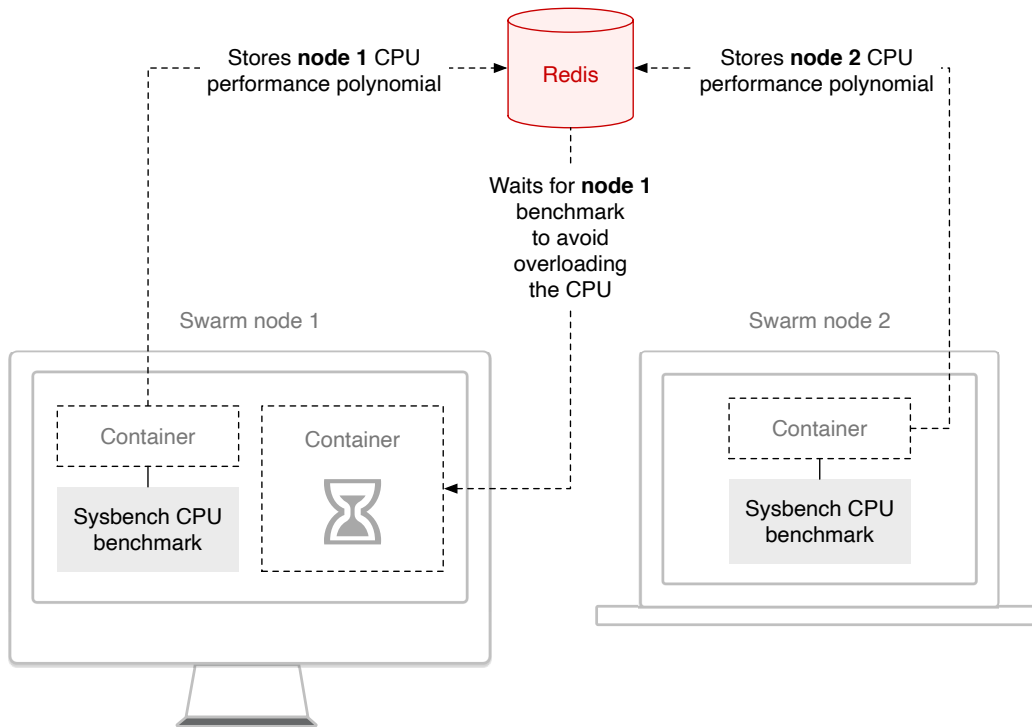 Stores node 1 CPU
performance polynomial
Redis
Stores node 2 CPU
performance polynomial
Waits for node 1
benchmark
to avoid
overloading
the CPU
Swarm node 1
Swarm node 2
Container
Sysbench CPU
benchmark
Container
Container
Sysbench CPU
benchmark